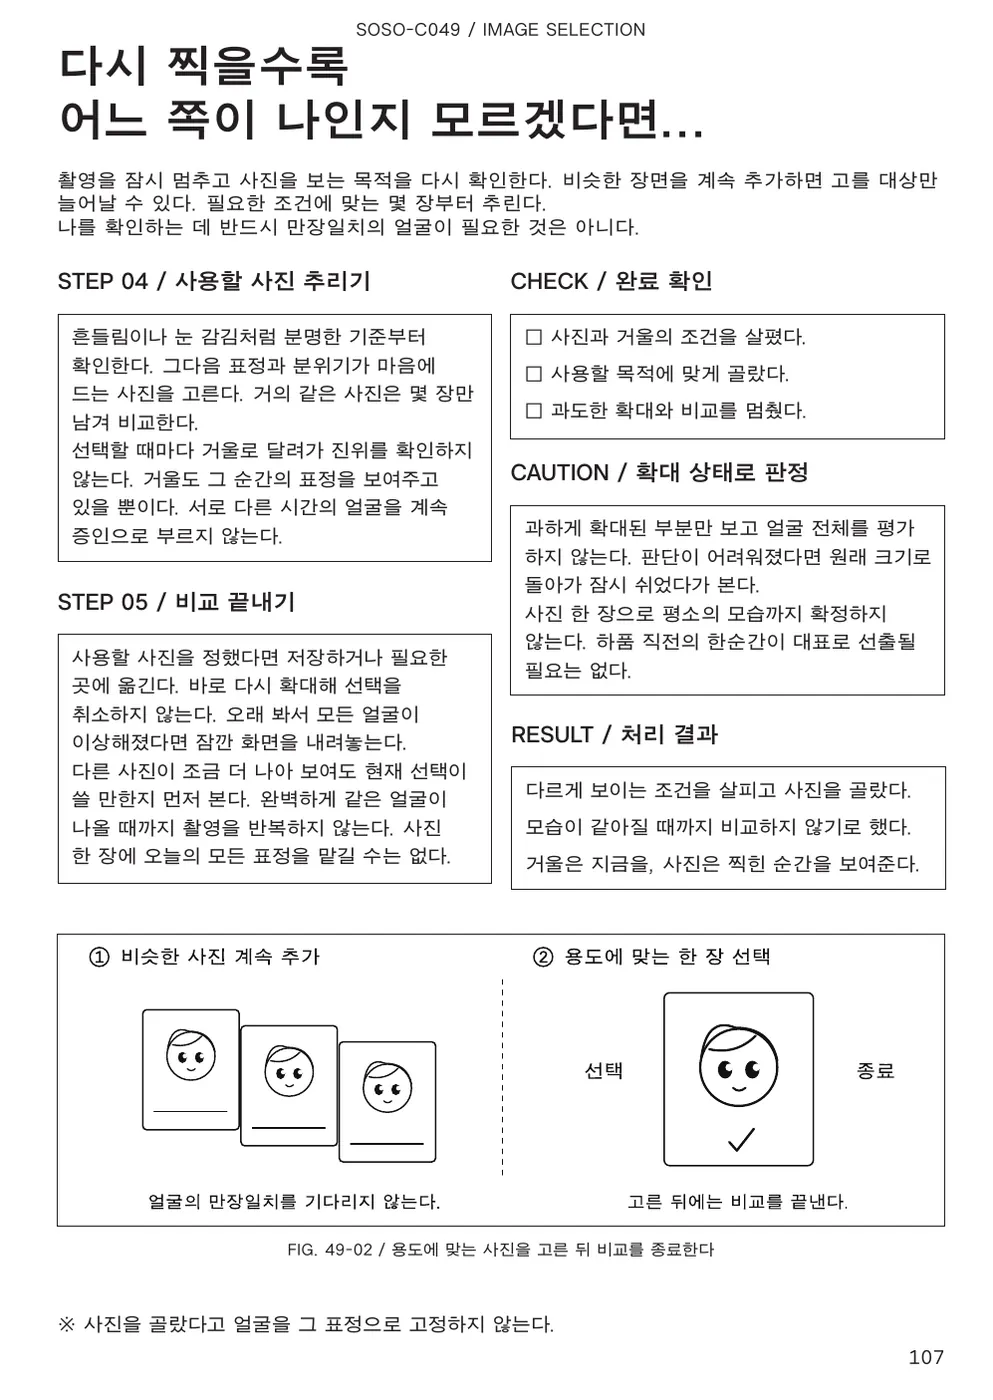 SOSO-C049 / IMAGE SELECTION
다시 찍을수록
어느 쪽이 나인지 모르겠다면...
촬영을 잠시 멈추고 사진을 보는 목적을 다시 확인한다. 비슷한 장면을 계속 추가하면 고를 대상만
늘어날 수 있다. 필요한 조건에 맞는 몇 장부터 추린다.
나를 확인하는 데 반드시 만장일치의 얼굴이 필요한 것은 아니다.
STEP 04 / 사용할 사진 추리기
흔들림이나 눈 감김처럼 분명한 기준부터
확인한다. 그다음 표정과 분위기가 마음에
드는 사진을 고른다. 거의 같은 사진은 몇 장만
남겨 비교한다.
선택할 때마다 거울로 달려가 진위를 확인하지
않는다. 거울도 그 순간의 표정을 보여주고
있을 뿐이다. 서로 다른 시간의 얼굴을 계속
증인으로 부르지 않는다.
STEP 05 / 비교 끝내기
사용할 사진을 정했다면 저장하거나 필요한
곳에 옮긴다. 바로 다시 확대해 선택을
취소하지 않는다. 오래 봐서 모든 얼굴이
이상해졌다면 잠깐 화면을 내려놓는다.
다른 사진이 조금 더 나아 보여도 현재 선택이
쓸 만한지 먼저 본다. 완벽하게 같은 얼굴이
나올 때까지 촬영을 반복하지 않는다. 사진
한 장에 오늘의 모든 표정을 맡길 수는 없다.
CHECK / 완료 확인
□ 사진과 거울의 조건을 살폈다.
□ 사용할 목적에 맞게 골랐다.
□ 과도한 확대와 비교를 멈췄다.
CAUTION / 확대 상태로 판정
과하게 확대된 부분만 보고 얼굴 전체를 평가
하지 않는다. 판단이 어려워졌다면 원래 크기로
돌아가 잠시 쉬었다가 본다.
사진 한 장으로 평소의 모습까지 확정하지
않는다. 하품 직전의 한순간이 대표로 선출될
필요는 없다.
RESULT / 처리 결과
다르게 보이는 조건을 살피고 사진을 골랐다.
모습이 같아질 때까지 비교하지 않기로 했다.
거울은 지금을, 사진은 찍힌 순간을 보여준다.
① 비슷한 사진 계속 추가
얼굴의 만장일치를 기다리지 않는다.
② 용도에 맞는 한 장 선택
선택
종료
고른 뒤에는 비교를 끝낸다.
FIG. 49-02 / 용도에 맞는 사진을 고른 뒤 비교를 종료한다
※ 사진을 골랐다고 얼굴을 그 표정으로 고정하지 않는다.
107